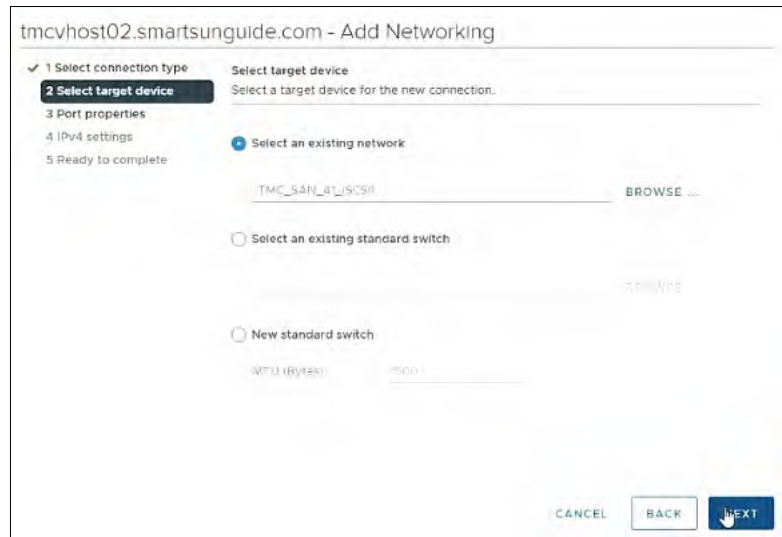 tmcvhost02.smartsunguide.com - Add Networking
✓ 1 Select connection type
2 Select target device
3 Port properties
4 IPv4 settings
5 Ready to complete
Select target device
Select a target device for the new connection.
Select an existing network
BROWSE ...
Select an existing standard switch
BROWSE
New standard switch
MTU (Bytes)
CANCEL
BACK
NEXT